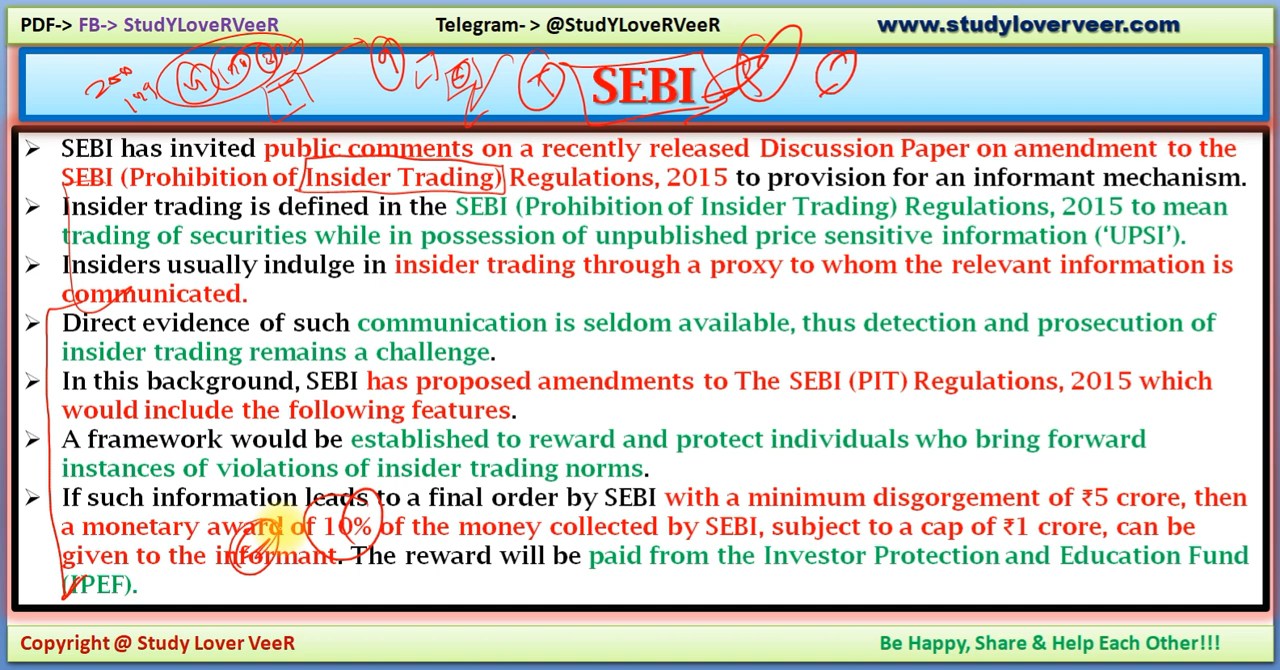 PDF-> FB-> StudYLoveRVeeR Telegram- > @StudYLoveRVeeR www.studyloverveer.com
SEBI
➢ SEBI has invited public comments on a recently released Discussion Paper on amendment to the
SEBI (Prohibition of Insider Trading) Regulations, 2015 to provision for an informant mechanism.
➢ Insider trading is defined in the SEBI (Prohibition of Insider Trading) Regulations, 2015 to mean
trading of securities while in possession of unpublished price sensitive information (‘UPSI’).
➢ Insiders usually indulge in insider trading through a proxy to whom the relevant information is
communicated.
➢ Direct evidence of such communication is seldom available, thus detection and prosecution of
insider trading remains a challenge.
➢ In this background, SEBI has proposed amendments to The SEBI (PIT) Regulations, 2015 which
would include the following features.
➢ A framework would be established to reward and protect individuals who bring forward
instances of violations of insider trading norms.
➢ If such information leads to a final order by SEBI with a minimum disgorgement of ₹5 crore, then
a monetary award of 10% of the money collected by SEBI, subject to a cap of ₹1 crore, can be
given to the informant. The reward will be paid from the Investor Protection and Education Fund
(IPEF).
Copyright @ Study Lover VeeR Be Happy, Share & Help Each Other!!!